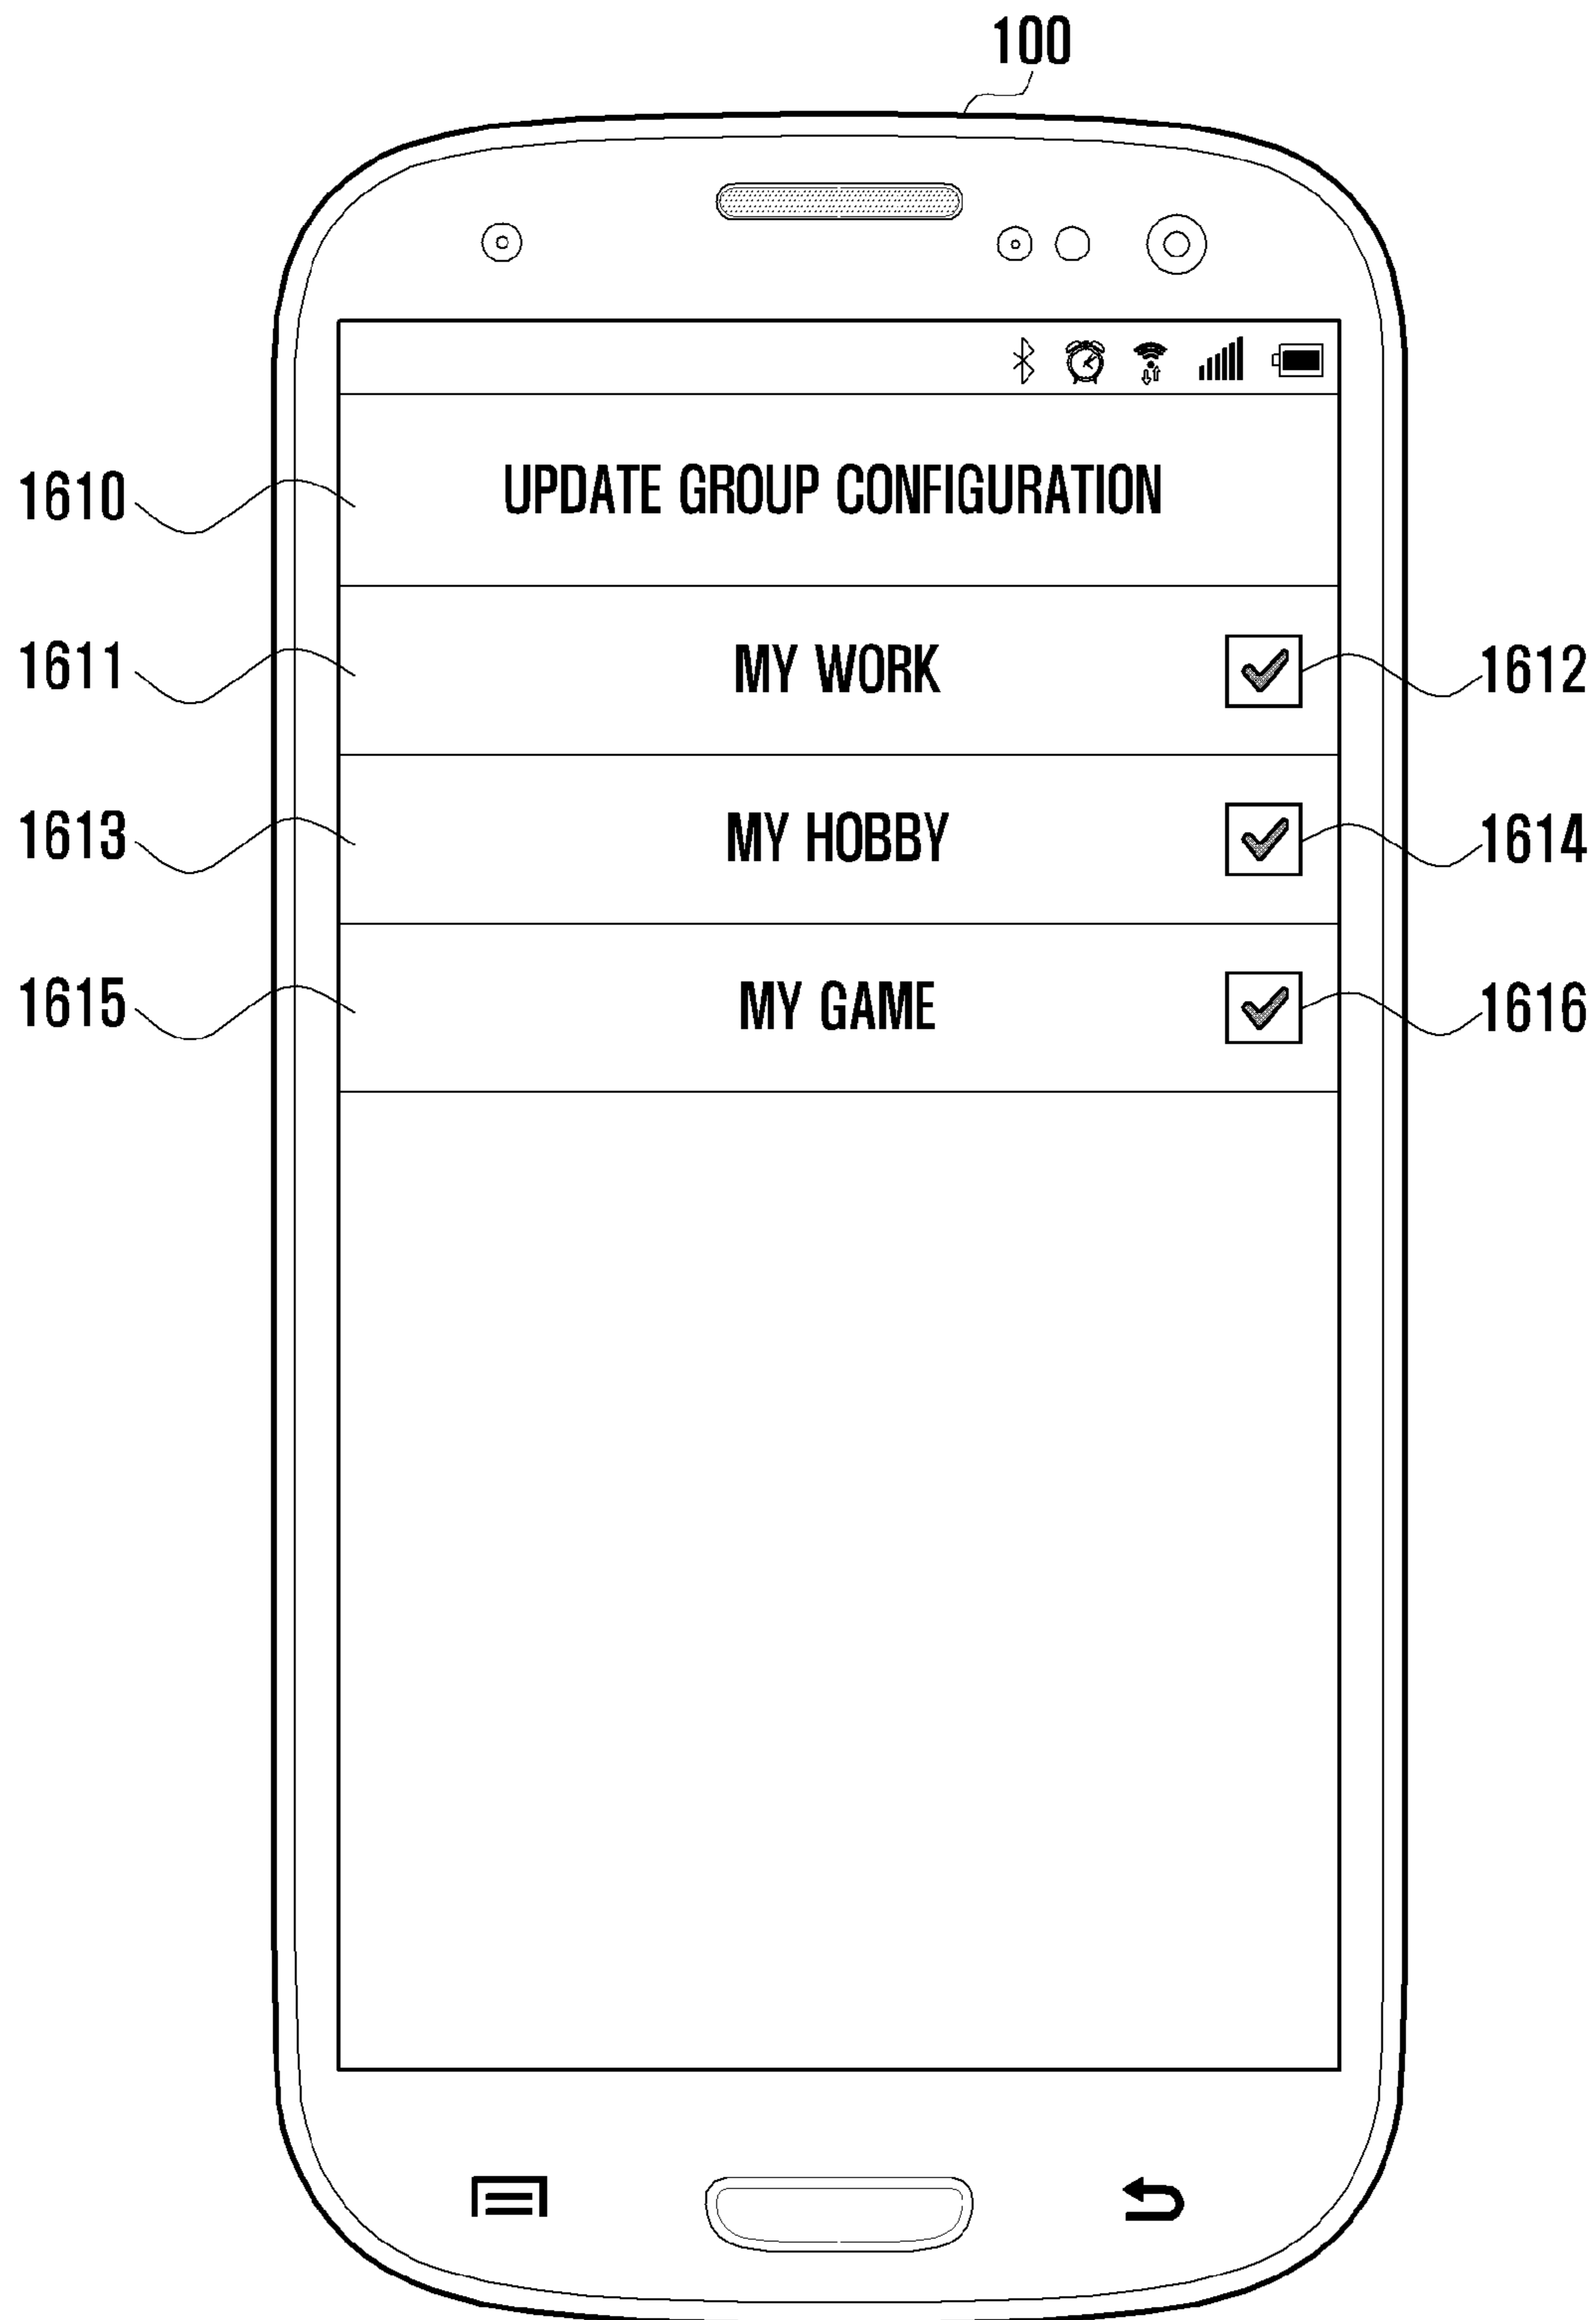 100
1610 UPDATE GROUP CONFIGURATION
1611 MY WORK 1612
1613 MY HOBBY 1614
1615 MY GAME 1616